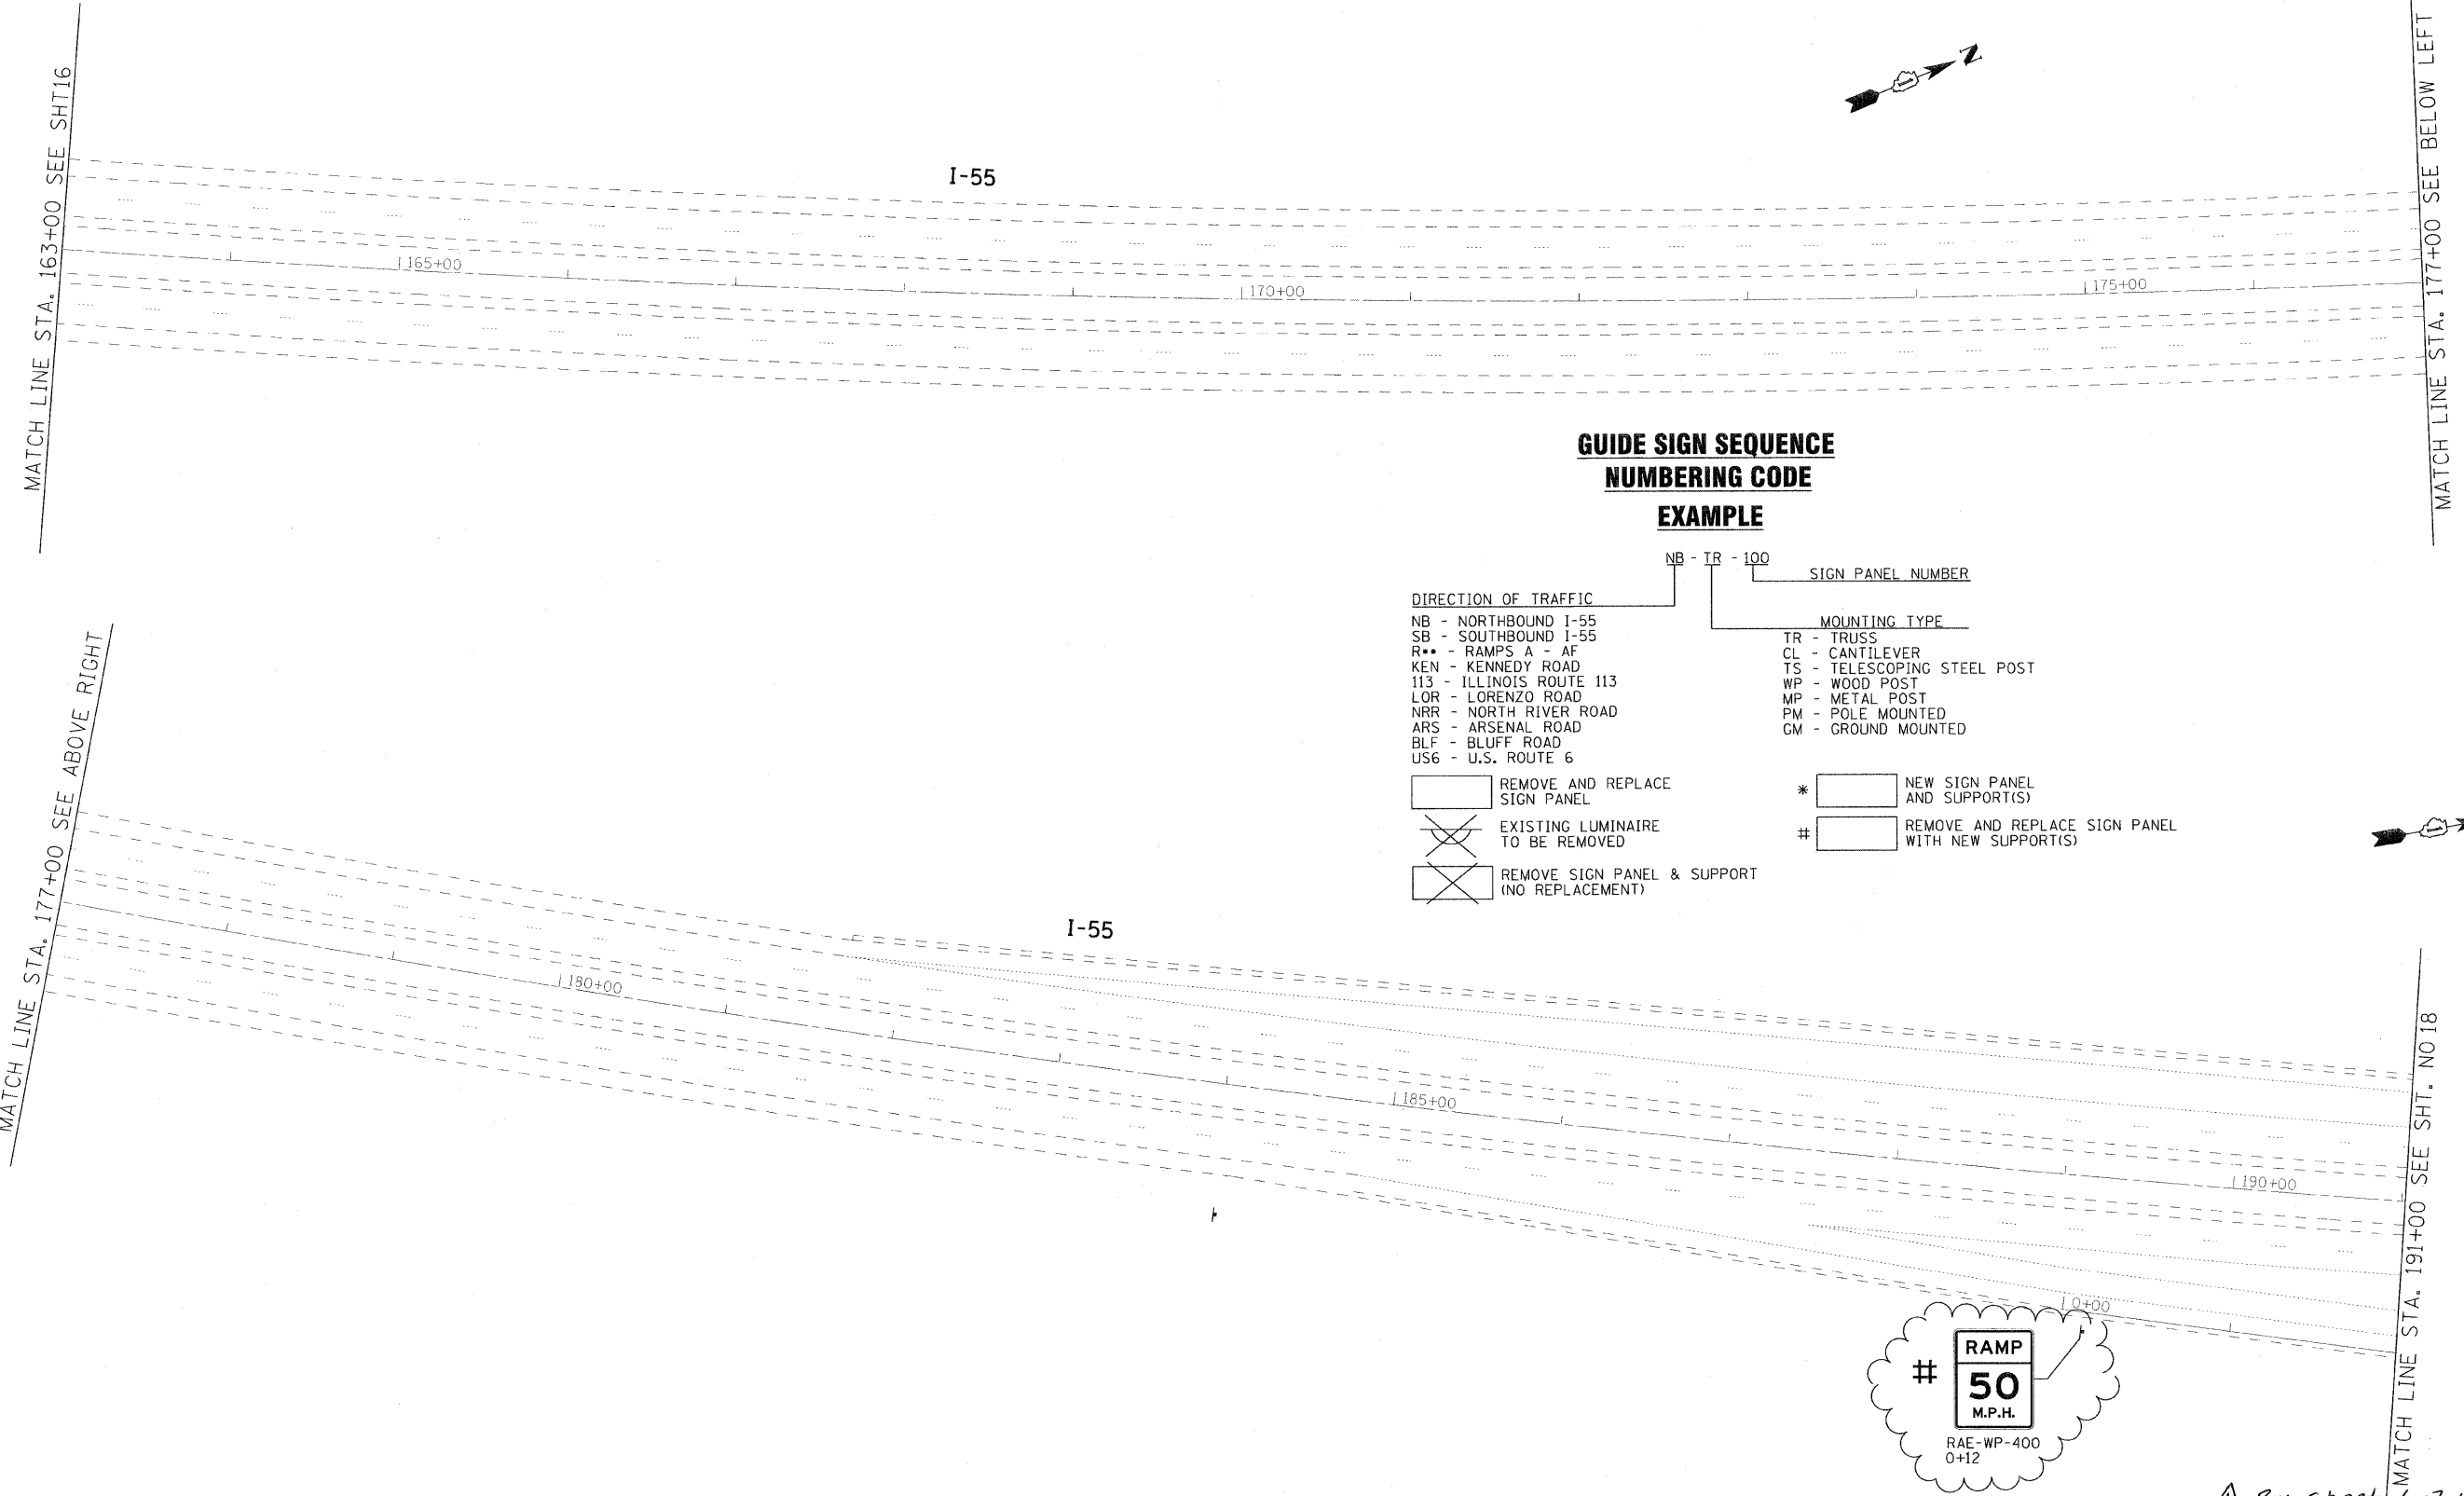 MATCH LINE STA. 163+00 SEE SHT16
N
I-55
165+00
170+00
175+00
MATCH LINE STA. 177+00 SEE BELOW LEFT
GUIDE SIGN SEQUENCE
NUMBERING CODE
EXAMPLE
NB - TR - 100
SIGN PANEL NUMBER
DIRECTION OF TRAFFIC
NB - NORTHBOUND I-55
SB - SOUTHBOUND I-55
R** - RAMPS A - AF
KEN - KENNEDY ROAD
113 - ILLINOIS ROUTE 113
LOR - LORENZO ROAD
NRR - NORTH RIVER ROAD
ARS - ARSENAL ROAD
BLF - BLUFF ROAD
US6 - U.S. ROUTE 6
MOUNTING TYPE
TR - TRUSS
CL - CANTILEVER
TS - TELESCOPING STEEL POST
WP - WOOD POST
MP - METAL POST
PM - POLE MOUNTED
GM - GROUND MOUNTED
REMOVE AND REPLACE
SIGN PANEL
EXISTING LUMINAIRE
TO BE REMOVED
REMOVE SIGN PANEL & SUPPORT
(NO REPLACEMENT)
* NEW SIGN PANEL
AND SUPPORT(S)
# REMOVE AND REPLACE SIGN PANEL
WITH NEW SUPPORT(S)
MATCH LINE STA. 177+00 SEE ABOVE RIGHT
I-55
180+00
185+00
190+00
0+00
MATCH LINE STA. 191+00 SEE SHT. NO 18
#
RAMP
50
M.P.H.
RAE-WP-400
0+12